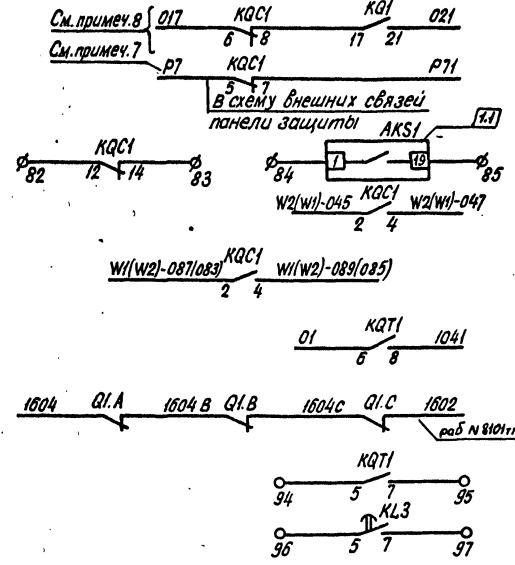 См. примеч. 8 017 KQC1 KQ1 021
6 8 17 21
См. примеч. 7 P7 KQC1 P71
5 7
В схему внешних связей
панели защиты
AKS1 1.1
KQC1
82 12 14 83
84 1 19 85
W2(W1)-045 KQC1 W2(W1)-047
2 4
W1(W2)-087(083) KQC1 W1(W2)-089(085)
2 4
01 KQT1 1041
6 8
1604 Q1.A 1604 B Q1.B 1604C Q1.C 1602
KQT1
94 5 7 95
KL3
96 5 7 97